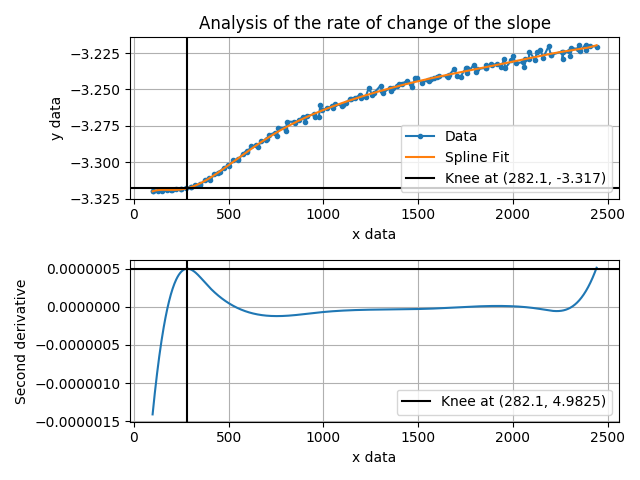 Analysis of the rate of change of the slope
y data
−3.225
−3.250
−3.275
−3.300
−3.325
Data
Spline Fit
Knee at (282.1, -3.317)
0 500 1000 1500 2000 2500
x data
Second derivative
0.0000005
0.0000000
−0.0000005
−0.0000010
−0.0000015
Knee at (282.1, 4.9825)
0 500 1000 1500 2000 2500
x data